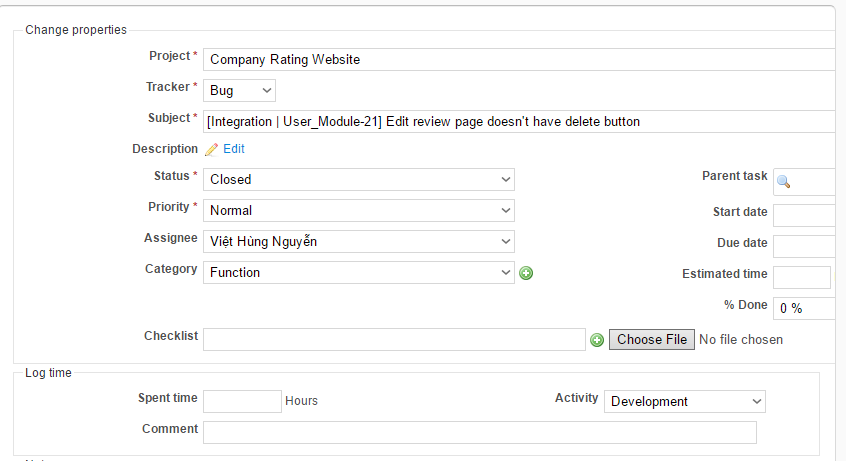 Change properties
Project * Company Rating Website
Tracker * Bug
Subject * [Integration | User_Module-21] Edit review page doesn't have delete button
Description Edit
Status * Closed Parent task
Priority * Normal Start date
Assignee Việt Hùng Nguyễn Due date
Category Function Estimated time
% Done 0 %
Checklist Choose File No file chosen
Log time
Spent time Hours Activity Development
Comment